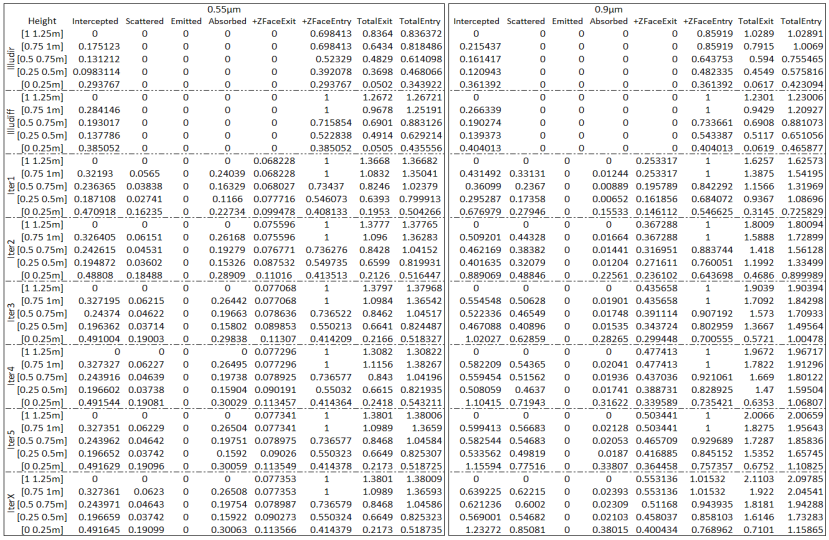 0.55µm 0.9µm
Height Intercepted Scattered Emitted Absorbed +ZFaceExit +ZFaceEntry TotalExit TotalEntry Intercepted Scattered Emitted Absorbed +ZFaceExit +ZFaceEntry TotalExit TotalEntry
Illudir
[1 1.25m] 0 0 0 0 0 0.698413 0.8364 0.836372 0 0 0 0 0 0.85919 1.0289 1.02891
[0.75 1m] 0.175123 0 0 0 0 0.698413 0.6434 0.818486 0.215437 0 0 0 0 0.85919 0.7915 1.0069
[0.5 0.75m] 0.131212 0 0 0 0 0.52329 0.4829 0.614098 0.161417 0 0 0 0 0.643753 0.594 0.755465
[0.25 0.5m] 0.0983114 0 0 0 0 0.392078 0.3698 0.468066 0.120943 0 0 0 0 0.482335 0.4549 0.575816
[0 0.25m] 0.293767 0 0 0 0 0.293767 0.0502 0.343922 0.361392 0 0 0 0 0.361392 0.0617 0.423094
Illudiff
[1 1.25m] 0 0 0 0 0 1 1.2672 1.26721 0 0 0 0 0 1 1.2301 1.23006
[0.75 1m] 0.284146 0 0 0 0 1 0.9678 1.25191 0.266339 0 0 0 0 1 0.9429 1.20927
[0.5 0.75m] 0.193017 0 0 0 0 0.715854 0.6901 0.883126 0.190274 0 0 0 0 0.733661 0.6908 0.881073
[0.25 0.5m] 0.137786 0 0 0 0 0.522838 0.4914 0.629214 0.139373 0 0 0 0 0.543387 0.5117 0.651056
[0 0.25m] 0.385052 0 0 0 0 0.385052 0.0505 0.435556 0.404013 0 0 0 0 0.404013 0.0619 0.465877
Iter1
[1 1.25m] 0 0 0 0 0.068228 1 1.3668 1.36682 0 0 0 0 0.253317 1 1.6257 1.62573
[0.75 1m] 0.32193 0.0565 0 0.24039 0.068228 1 1.0832 1.35041 0.431492 0.33131 0 0.01244 0.253317 1 1.3875 1.54195
[0.5 0.75m] 0.236365 0.03838 0 0.16329 0.068027 0.73437 0.8246 1.02379 0.36099 0.2367 0 0.00889 0.195789 0.842292 1.1566 1.31969
[0.25 0.5m] 0.187108 0.02741 0 0.1166 0.077716 0.546073 0.6393 0.799913 0.295287 0.17358 0 0.00652 0.161856 0.684072 0.9367 1.08696
[0 0.25m] 0.470918 0.16235 0 0.22734 0.099478 0.408133 0.1953 0.504266 0.676979 0.27946 0 0.15533 0.146112 0.546625 0.3145 0.725829
Iter2
[1 1.25m] 0 0 0 0 0.075596 1 1.3777 1.37765 0 0 0 0 0.367288 1 1.8009 1.80094
[0.75 1m] 0.326405 0.06151 0 0.26168 0.075596 1 1.096 1.36283 0.509201 0.44328 0 0.01664 0.367288 1 1.5888 1.72899
[0.5 0.75m] 0.242615 0.04531 0 0.19279 0.076771 0.736276 0.8428 1.04152 0.462169 0.38382 0 0.01441 0.316951 0.883744 1.418 1.56128
[0.25 0.5m] 0.194872 0.03602 0 0.15326 0.087532 0.549735 0.6599 0.819931 0.401635 0.32079 0 0.01204 0.271611 0.760051 1.1992 1.33499
[0 0.25m] 0.48808 0.18488 0 0.28909 0.11016 0.413513 0.2126 0.516447 0.889069 0.48846 0 0.22561 0.236102 0.643698 0.4686 0.899989
Iter3
[1 1.25m] 0 0 0 0 0.077068 1 1.3797 1.37968 0 0 0 0 0.435658 1 1.9039 1.90394
[0.75 1m] 0.327195 0.06215 0 0.26442 0.077068 1 1.0984 1.36542 0.554548 0.50628 0 0.01901 0.435658 1 1.7092 1.84298
[0.5 0.75m] 0.24374 0.04622 0 0.19663 0.078636 0.736522 0.8462 1.04517 0.522336 0.46549 0 0.01748 0.391114 0.907192 1.573 1.70933
[0.25 0.5m] 0.196362 0.03714 0 0.15802 0.089853 0.550213 0.6641 0.824487 0.467088 0.40896 0 0.01535 0.343724 0.802959 1.3667 1.49564
[0 0.25m] 0.491004 0.19003 0 0.29838 0.11307 0.414209 0.2166 0.518327 1.02027 0.62859 0 0.28265 0.299448 0.700555 0.5721 1.00478
Iter4
[1 1.25m] 0 0 0 0 0.077296 1 1.3082 1.30822 0 0 0 0 0.477413 1 1.9672 1.96717
[0.75 1m] 0.327327 0.06227 0 0.26495 0.077296 1 1.1156 1.38267 0.582209 0.54365 0 0.02041 0.477413 1 1.7822 1.91296
[0.5 0.75m] 0.243916 0.04639 0 0.19738 0.078925 0.736577 0.843 1.04196 0.559454 0.51562 0 0.01936 0.437036 0.921061 1.669 1.80122
[0.25 0.5m] 0.196602 0.03738 0 0.15904 0.090191 0.55032 0.6615 0.821935 0.508059 0.4637 0 0.01741 0.388731 0.828925 1.47 1.59504
[0 0.25m] 0.491544 0.19081 0 0.30029 0.113457 0.414364 0.2418 0.543211 1.10415 0.71943 0 0.31622 0.339589 0.735421 0.6353 1.06807
Iter5
[1 1.25m] 0 0 0 0 0.077341 1 1.3801 1.38006 0 0 0 0 0.503441 1 2.0066 2.00659
[0.75 1m] 0.327351 0.06229 0 0.26504 0.077341 1 1.0989 1.3659 0.599413 0.56683 0 0.02128 0.503441 1 1.8275 1.95643
[0.5 0.75m] 0.243962 0.04642 0 0.19751 0.078975 0.736577 0.8468 1.04584 0.582544 0.54683 0 0.02053 0.465709 0.929689 1.7287 1.85836
[0.25 0.5m] 0.196652 0.03742 0 0.1592 0.09026 0.550323 0.6649 0.825307 0.533562 0.49819 0 0.0187 0.416885 0.845152 1.5352 1.65745
[0 0.25m] 0.491629 0.19096 0 0.30059 0.113549 0.414378 0.2173 0.518725 1.15594 0.77516 0 0.33807 0.364458 0.757357 0.6751 1.10825
IterX
[1 1.25m] 0 0 0 0 0.077353 1 1.3801 1.38009 0 0 0 0 0.553136 1.01532 2.1103 2.09785
[0.75 1m] 0.327361 0.0623 0 0.26508 0.077353 1 1.0989 1.36593 0.639225 0.62215 0 0.02393 0.553136 1.01532 1.922 2.04541
[0.5 0.75m] 0.243971 0.04643 0 0.19754 0.078987 0.736579 0.8468 1.04586 0.621236 0.6002 0 0.02309 0.51168 0.943935 1.8181 1.94288
[0.25 0.5m] 0.196659 0.03742 0 0.15922 0.090273 0.550324 0.6649 0.825323 0.569001 0.54682 0 0.02103 0.458037 0.858103 1.6146 1.73283
[0 0.25m] 0.491645 0.19099 0 0.30063 0.113566 0.414379 0.2173 0.518735 1.23272 0.85081 0 0.38015 0.400434 0.768962 0.7101 1.15865